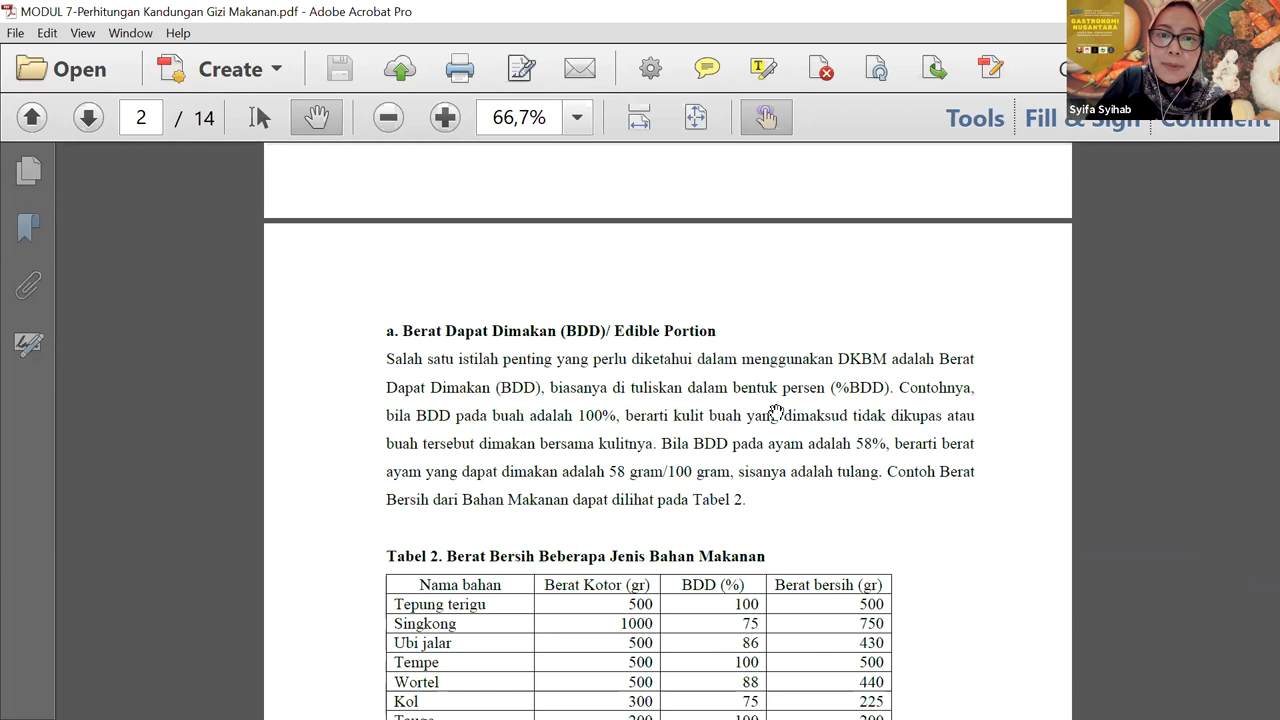 MODUL 7-Perhitungan Kandungan Gizi Makanan.pdf - Adobe Acrobat Pro
File Edit View Window Help
Open Create
2 / 14 66,7% Tools Fill & Sign Comment
GASTRONOMI
NUSANTARA
Syifa Syihab
a. Berat Dapat Dimakan (BDD)/ Edible Portion
Salah satu istilah penting yang perlu diketahui dalam menggunakan DKBM adalah Berat
Dapat Dimakan (BDD), biasanya di tuliskan dalam bentuk persen (%BDD). Contohnya,
bila BDD pada buah adalah 100%, berarti kulit buah yang dimaksud tidak dikupas atau
buah tersebut dimakan bersama kulitnya. Bila BDD pada ayam adalah 58%, berarti berat
ayam yang dapat dimakan adalah 58 gram/100 gram, sisanya adalah tulang. Contoh Berat
Bersih dari Bahan Makanan dapat dilihat pada Tabel 2.
Tabel 2. Berat Bersih Beberapa Jenis Bahan Makanan
Nama bahan Berat Kotor (gr) BDD (%) Berat bersih (gr)
Tepung terigu 500 100 500
Singkong 1000 75 750
Ubi jalar 500 86 430
Tempe 500 100 500
Wortel 500 88 440
Kol 300 75 225
Tauge 200 100 200